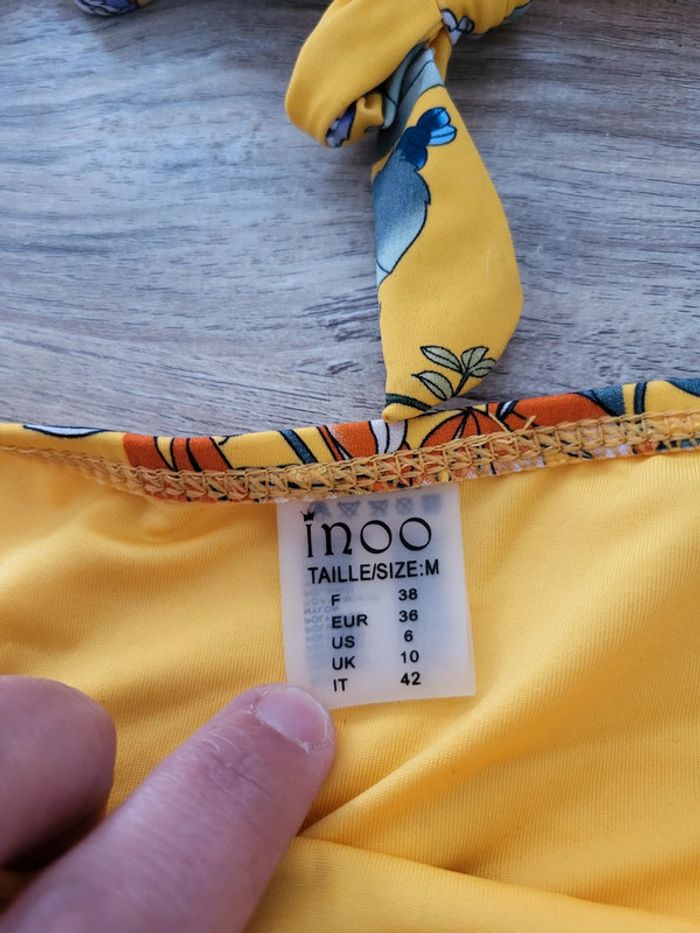 inoo
TAILLE/SIZE:M
F 38
EUR 36
US 6
UK 10
IT 42